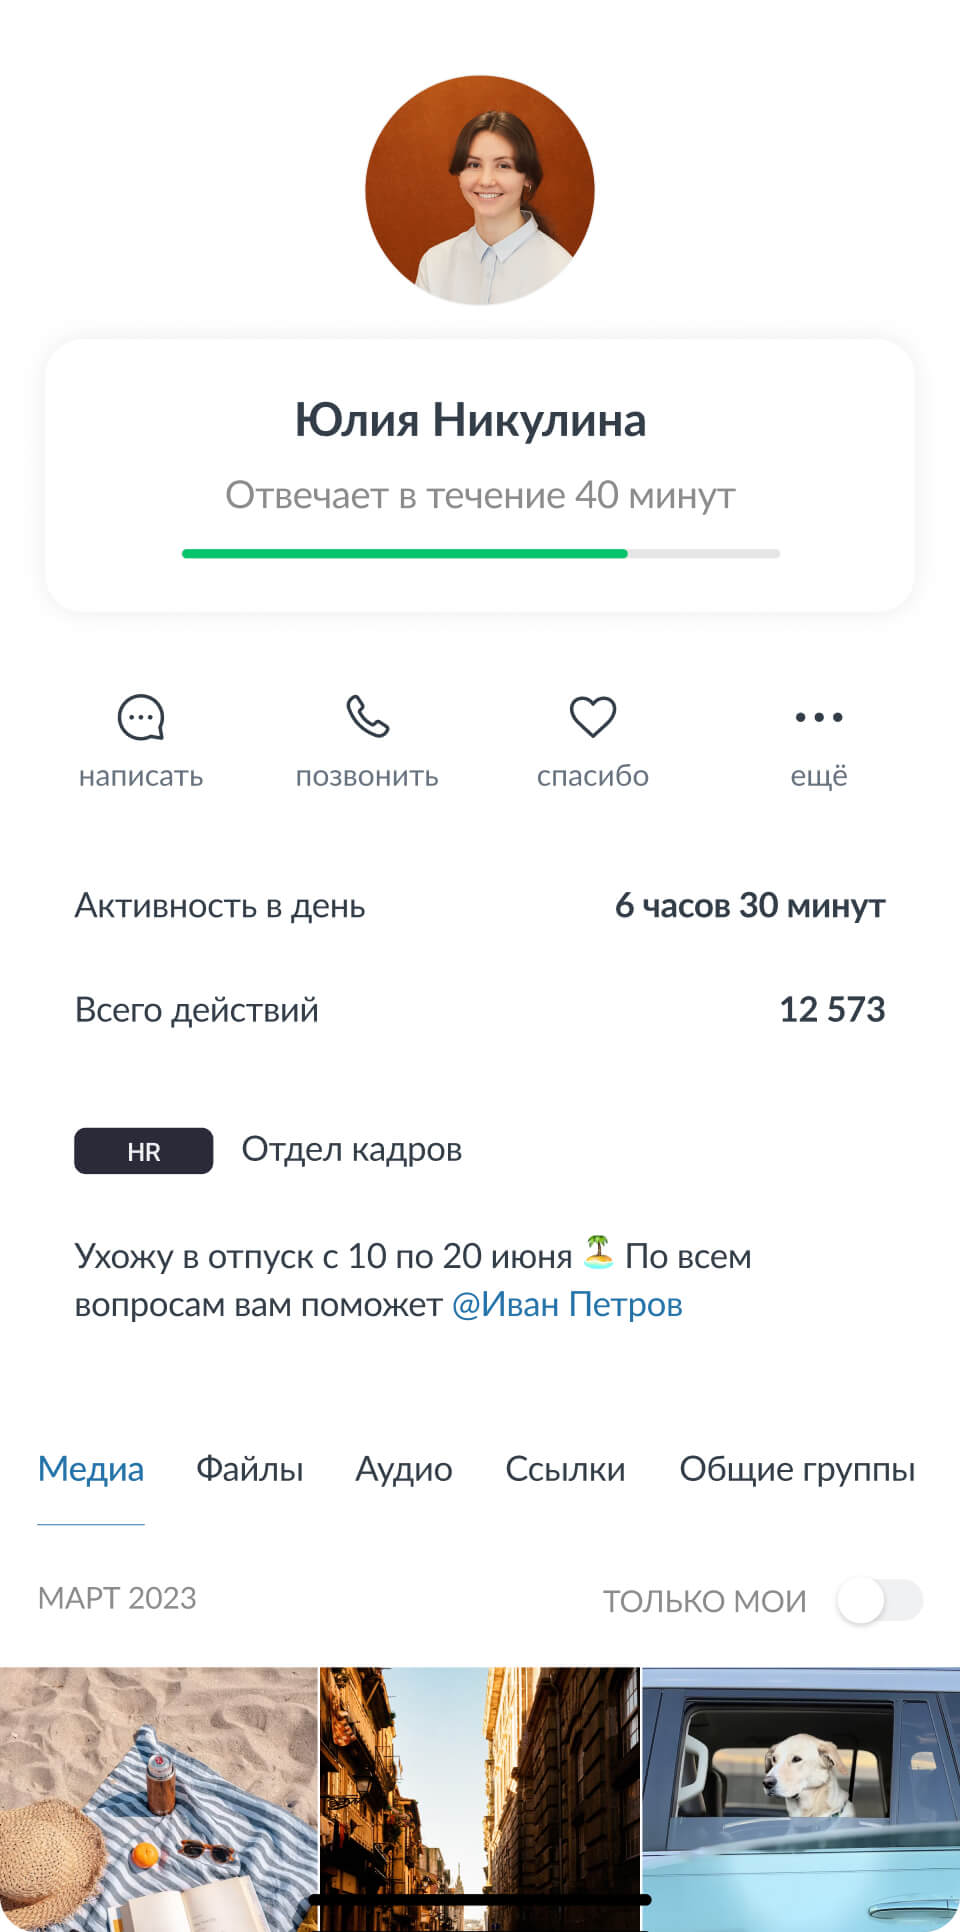 Юлия Никулина
Отвечает в течение 40 минут
написать
позвонить
спасибо
ещё
Активность в день
6 часов 30 минут
Всего действий
12 573
HR
Отдел кадров
Ухожу в отпуск с 10 по 20 июня 🏝️ По всем
вопросам вам поможет @Иван Петров
Медиа
Файлы
Аудио
Ссылки
Общие группы
МАРТ 2023
ТОЛЬКО МОИ